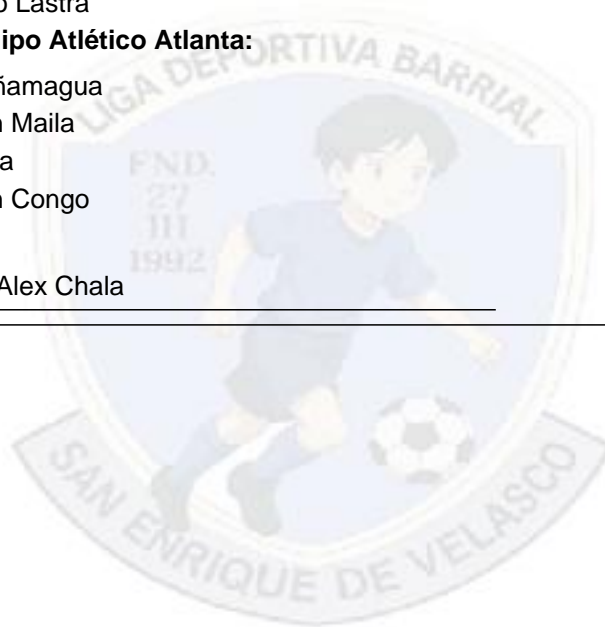 o Lastra
ipo Atlético Atlanta:
ñamagua
n Maila
a
n Congo
Alex Chala
LIGA DEPORTIVA BARRIAL
FND.
27
III
1992
SAN ENRIQUE DE VELASCO